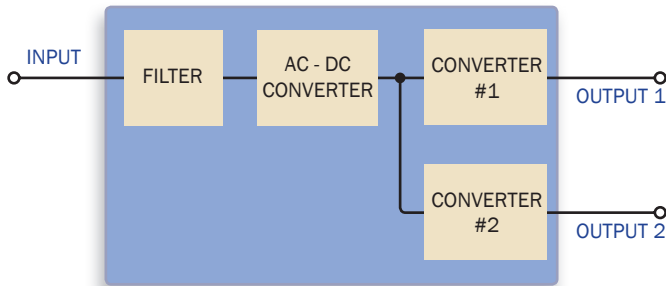 INPUT
FILTER
AC - DC
CONVERTER
CONVERTER
#1
OUTPUT 1
CONVERTER
#2
OUTPUT 2